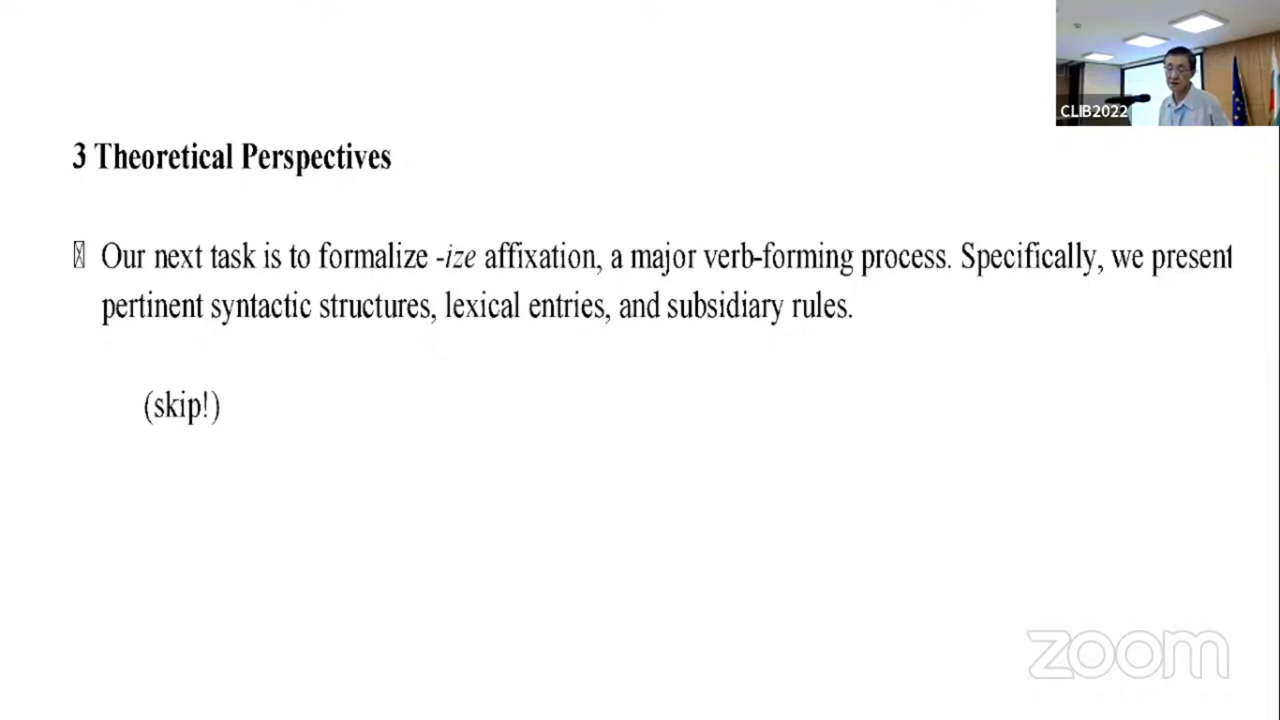 CLIB2022
3 Theoretical Perspectives
Our next task is to formalize -ize affixation, a major verb-forming process. Specifically, we present
pertinent syntactic structures, lexical entries, and subsidiary rules.
(skip!)
zoom